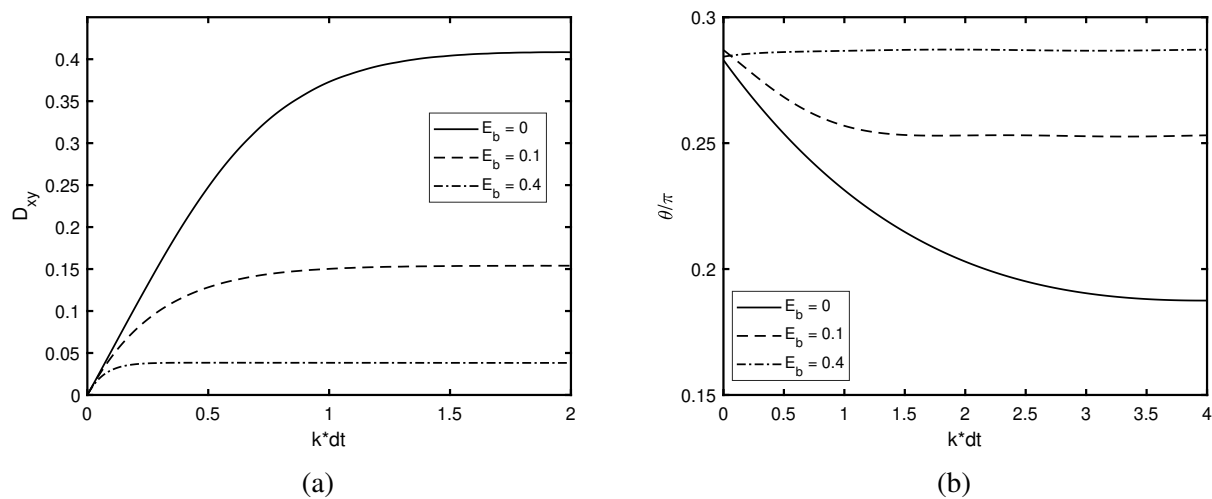 0.4
0.35
0.3
0.25
0.2
0.15
0.1
0.05
0
D_xy
E_b = 0
E_b = 0.1
E_b = 0.4
0 0.5 1 1.5 2
k*dt
(a)
0.3
0.25
0.2
0.15
θ/π
E_b = 0
E_b = 0.1
E_b = 0.4
0 0.5 1 1.5 2 2.5 3 3.5 4
k*dt
(b)